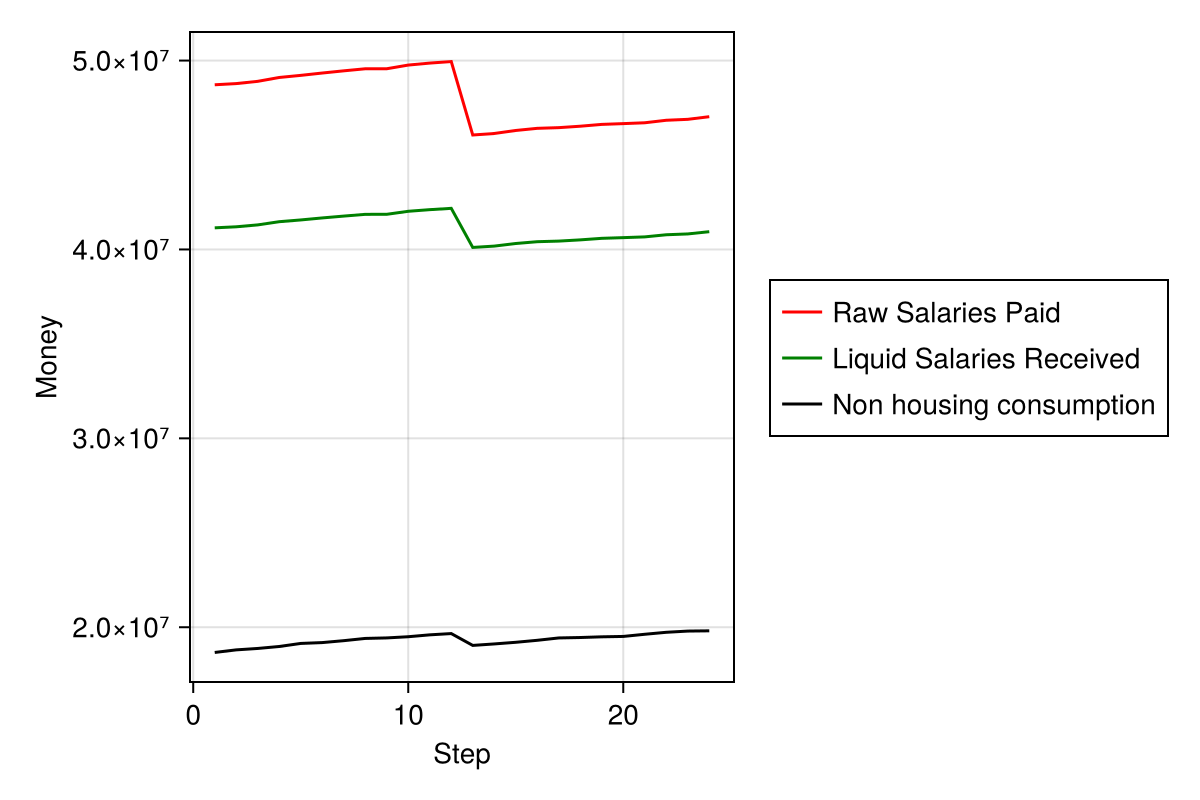 5.0×10⁷
4.0×10⁷
3.0×10⁷
2.0×10⁷
Money
0 10 20
Step
Raw Salaries Paid
Liquid Salaries Received
Non housing consumption